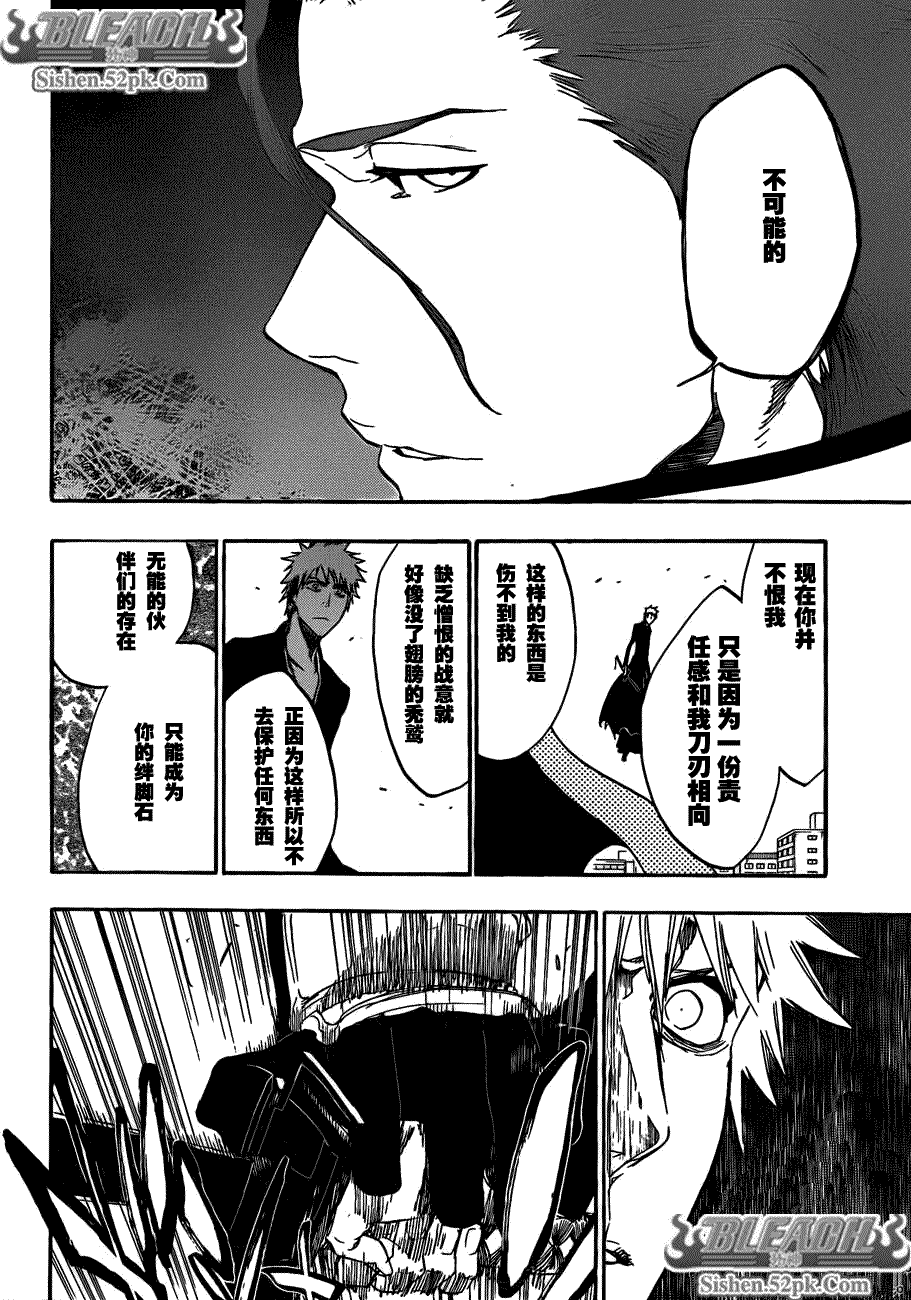 BLEACH
死神
Sishen.52pk.Com
不可能的
现在你并
不恨我
只是因为一份责
任感和我刀刃相向
这样的东西是
伤不到我的
缺乏憎恨的战意就
好像没了翅膀的秃鹫
正因为这样所以不
去保护任何东西
无能的伙
伴们的存在
只能成为
你的绊脚石
BLEACH
死神
Sishen.52pk.Com